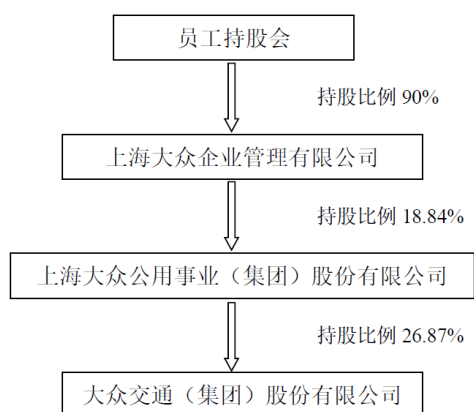 员工持股会
持股比例 90%
上海大众企业管理有限公司
持股比例 18.84%
上海大众公用事业（集团）股份有限公司
持股比例 26.87%
大众交通（集团）股份有限公司